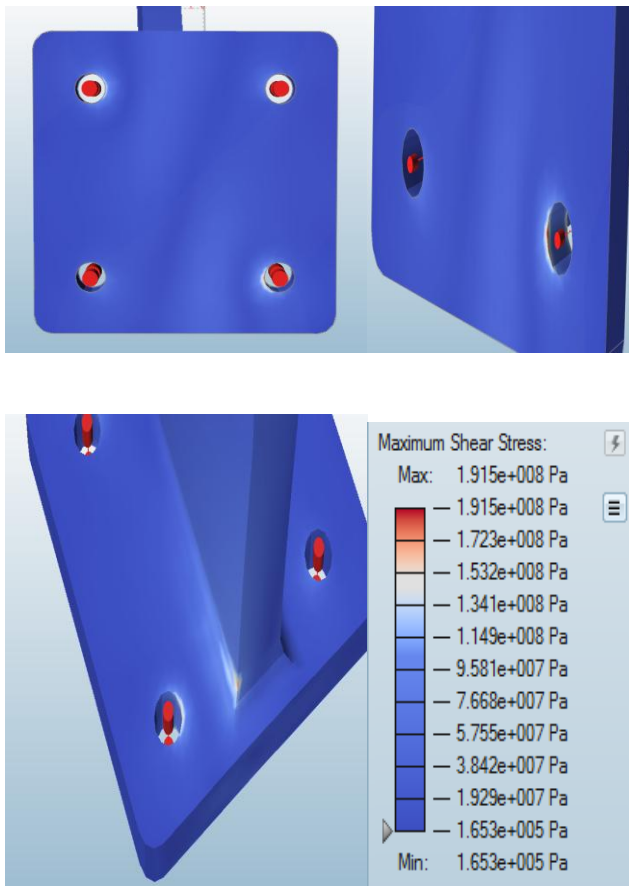 Maximum Shear Stress:
Max: 1.915e+008 Pa
1.915e+008 Pa
1.723e+008 Pa
1.532e+008 Pa
1.341e+008 Pa
1.149e+008 Pa
9.581e+007 Pa
7.668e+007 Pa
5.755e+007 Pa
3.842e+007 Pa
1.929e+007 Pa
1.653e+005 Pa
Min: 1.653e+005 Pa